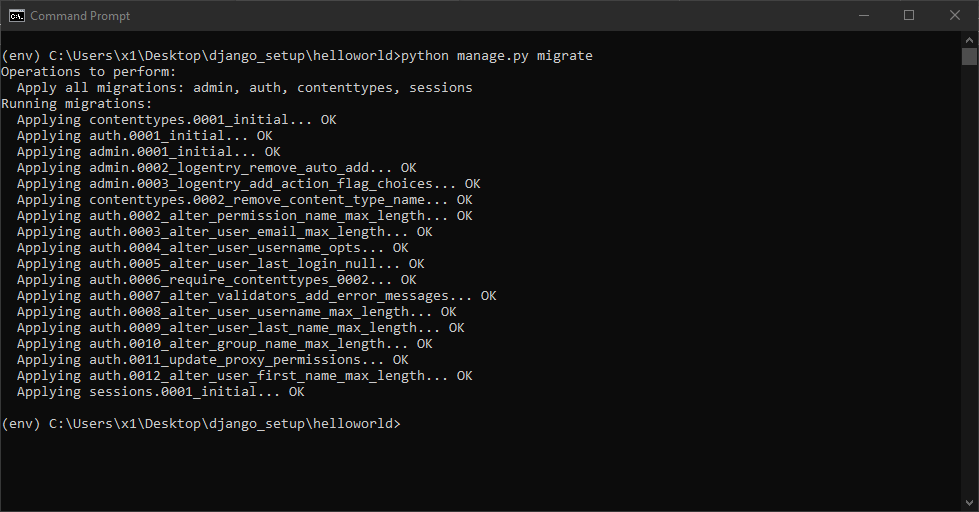 Command Prompt
(env) C:\Users\x1\Desktop\django_setup\helloworld>python manage.py migrate
Operations to perform:
  Apply all migrations: admin, auth, contenttypes, sessions
Running migrations:
  Applying contenttypes.0001_initial... OK
  Applying auth.0001_initial... OK
  Applying admin.0001_initial... OK
  Applying admin.0002_logentry_remove_auto_add... OK
  Applying admin.0003_logentry_add_action_flag_choices... OK
  Applying contenttypes.0002_remove_content_type_name... OK
  Applying auth.0002_alter_permission_name_max_length... OK
  Applying auth.0003_alter_user_email_max_length... OK
  Applying auth.0004_alter_user_username_opts... OK
  Applying auth.0005_alter_user_last_login_null... OK
  Applying auth.0006_require_contenttypes_0002... OK
  Applying auth.0007_alter_validators_add_error_messages... OK
  Applying auth.0008_alter_user_username_max_length... OK
  Applying auth.0009_alter_user_last_name_max_length... OK
  Applying auth.0010_alter_group_name_max_length... OK
  Applying auth.0011_update_proxy_permissions... OK
  Applying auth.0012_alter_user_first_name_max_length... OK
  Applying sessions.0001_initial... OK
(env) C:\Users\x1\Desktop\django_setup\helloworld>